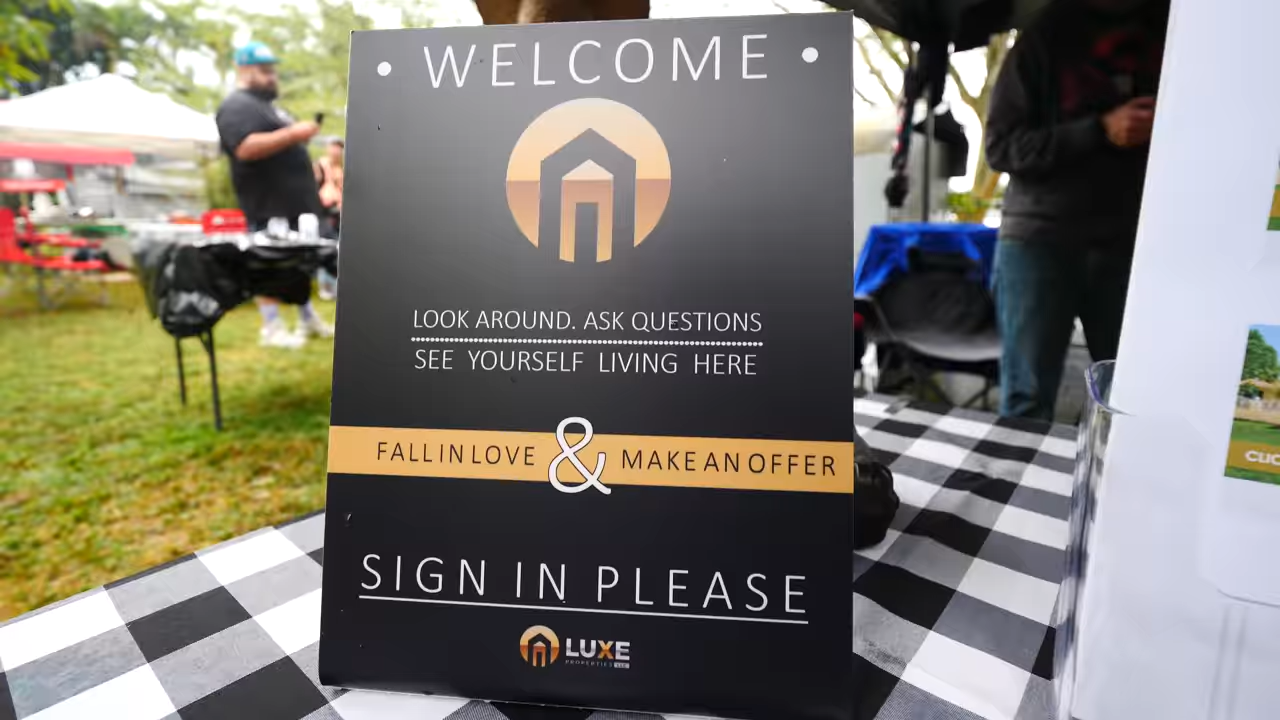 • WELCOME •
LOOK AROUND. ASK QUESTIONS
SEE YOURSELF LIVING HERE
FALL IN LOVE & MAKE AN OFFER
SIGN IN PLEASE
LUXE
PROPERTIES LLC